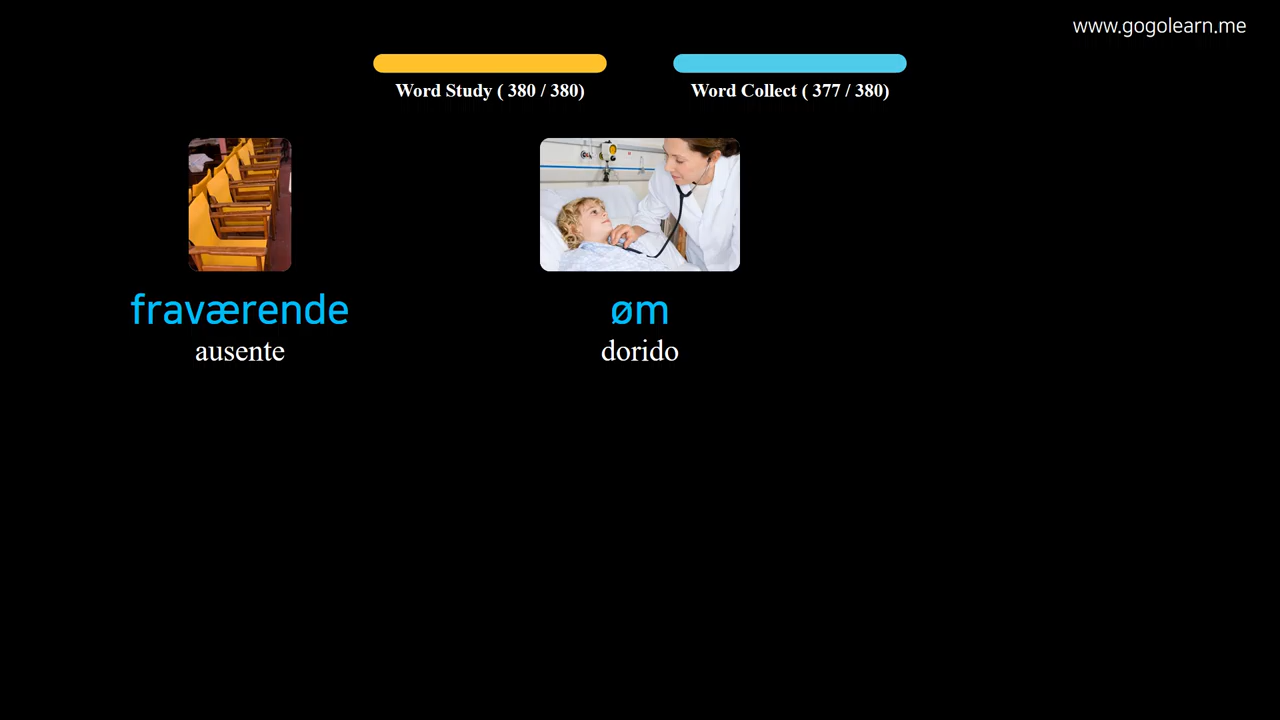 www.gogolearn.me
Word Study ( 380 / 380)
Word Collect ( 377 / 380)
fraværende
øm
ausente
dorido